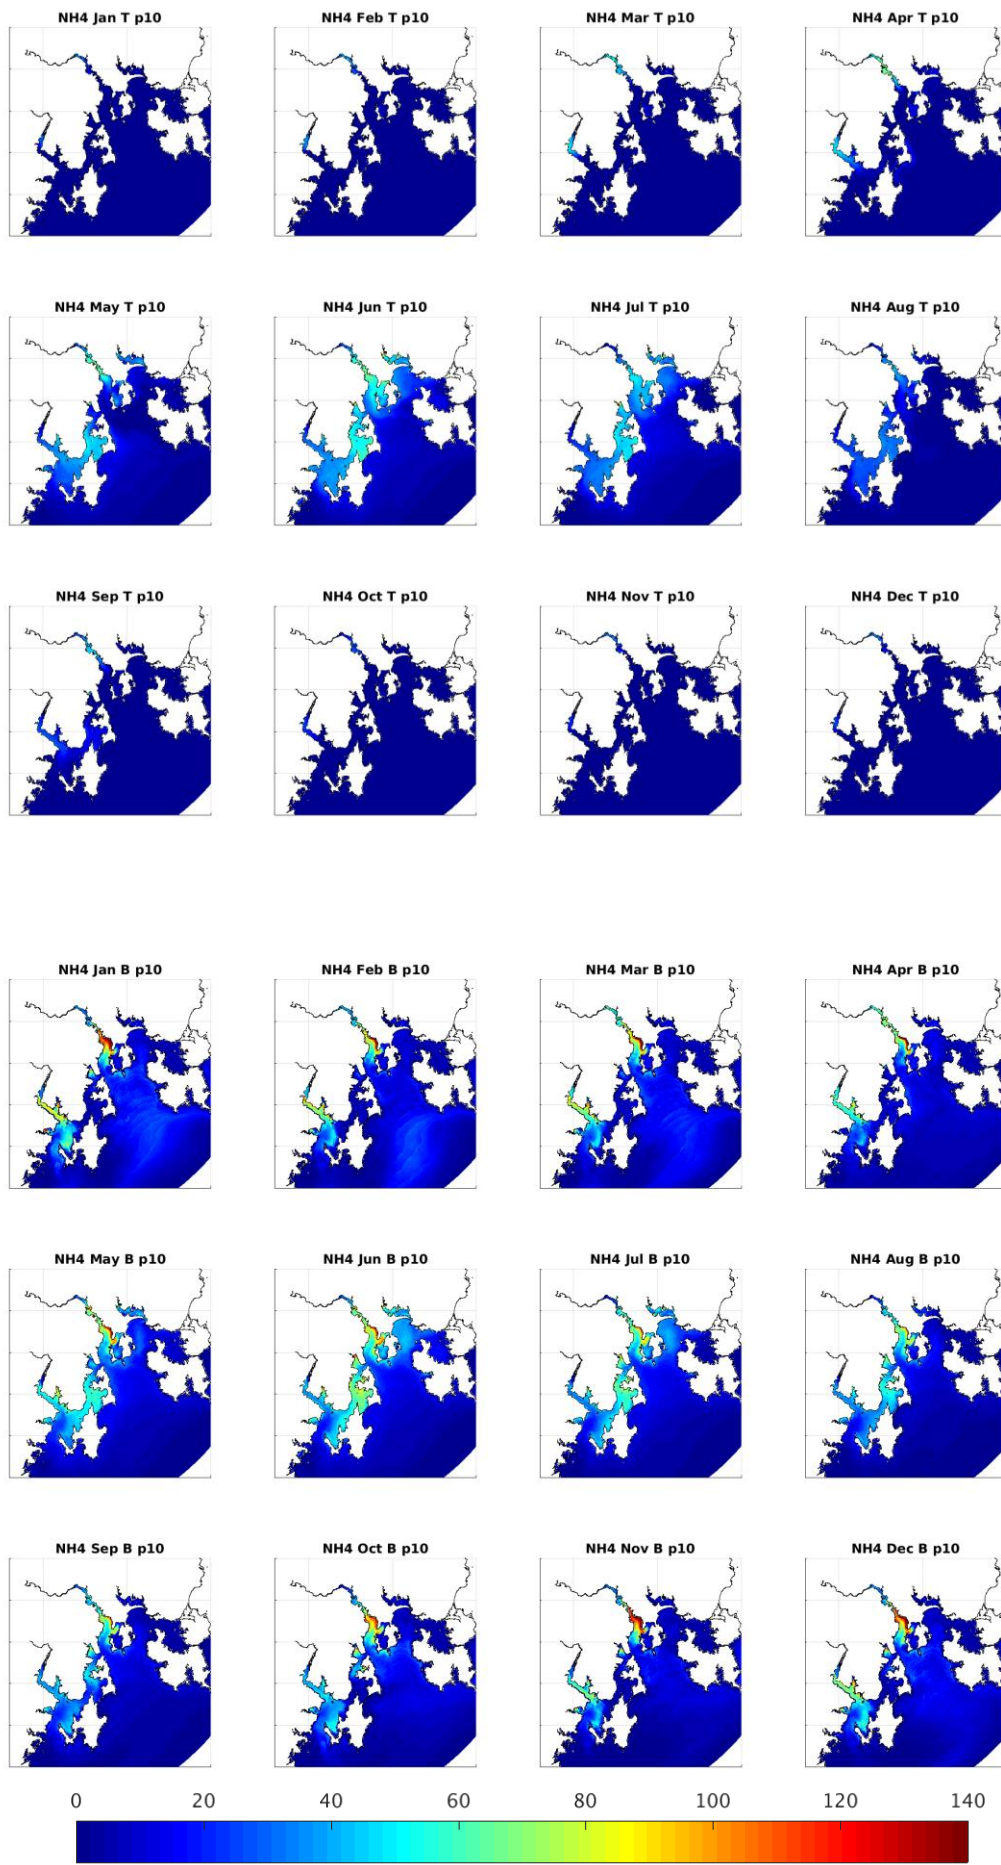 NH4 Jan T p10 NH4 Feb T p10 NH4 Mar T p10 NH4 Apr T p10
NH4 May T p10 NH4 Jun T p10 NH4 Jul T p10 NH4 Aug T p10
NH4 Sep T p10 NH4 Oct T p10 NH4 Nov T p10 NH4 Dec T p10
NH4 Jan B p10 NH4 Feb B p10 NH4 Mar B p10 NH4 Apr B p10
NH4 May B p10 NH4 Jun B p10 NH4 Jul B p10 NH4 Aug B p10
NH4 Sep B p10 NH4 Oct B p10 NH4 Nov B p10 NH4 Dec B p10
0 20 40 60 80 100 120 140